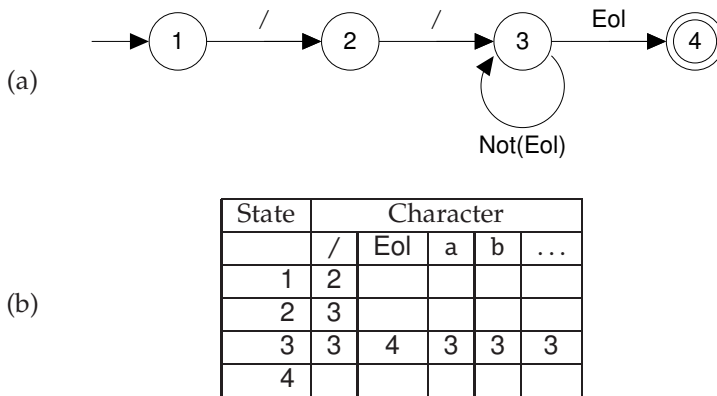 / / Eol
1 2 3 4
(a)
Not(Eol)
State Character
/ Eol a b ...
1 2
(b)
2 3
3 3 4 3 3 3
4